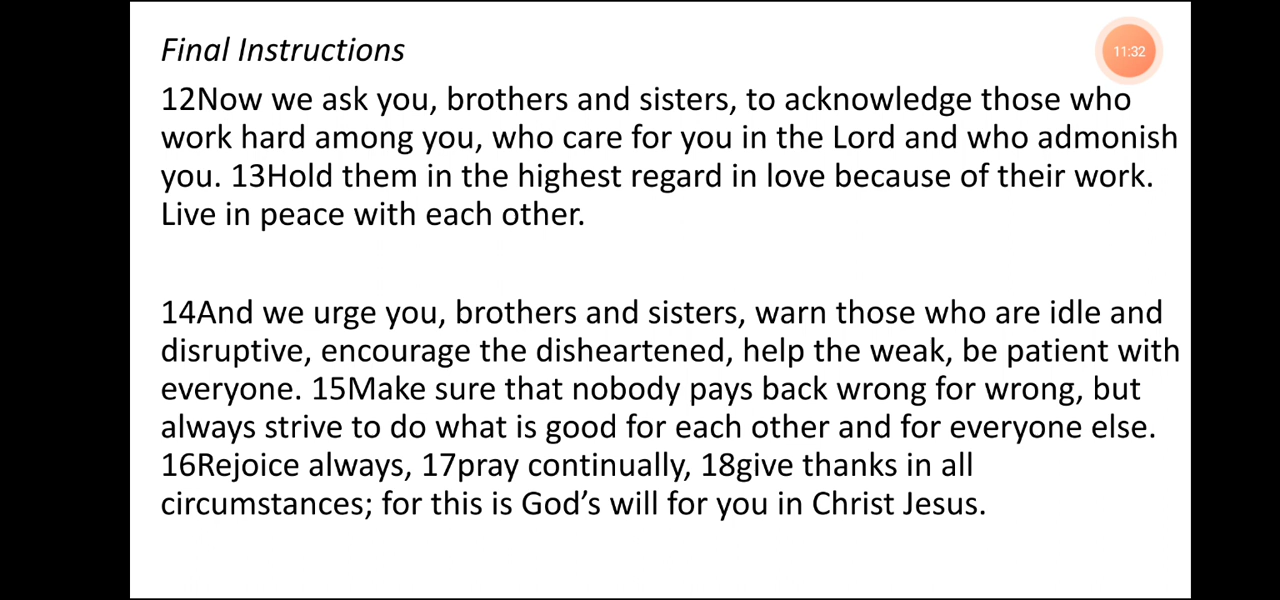 Final Instructions
11:32
12Now we ask you, brothers and sisters, to acknowledge those who
work hard among you, who care for you in the Lord and who admonish
you. 13Hold them in the highest regard in love because of their work.
Live in peace with each other.
14And we urge you, brothers and sisters, warn those who are idle and
disruptive, encourage the disheartened, help the weak, be patient with
everyone. 15Make sure that nobody pays back wrong for wrong, but
always strive to do what is good for each other and for everyone else.
16Rejoice always, 17pray continually, 18give thanks in all
circumstances; for this is God’s will for you in Christ Jesus.